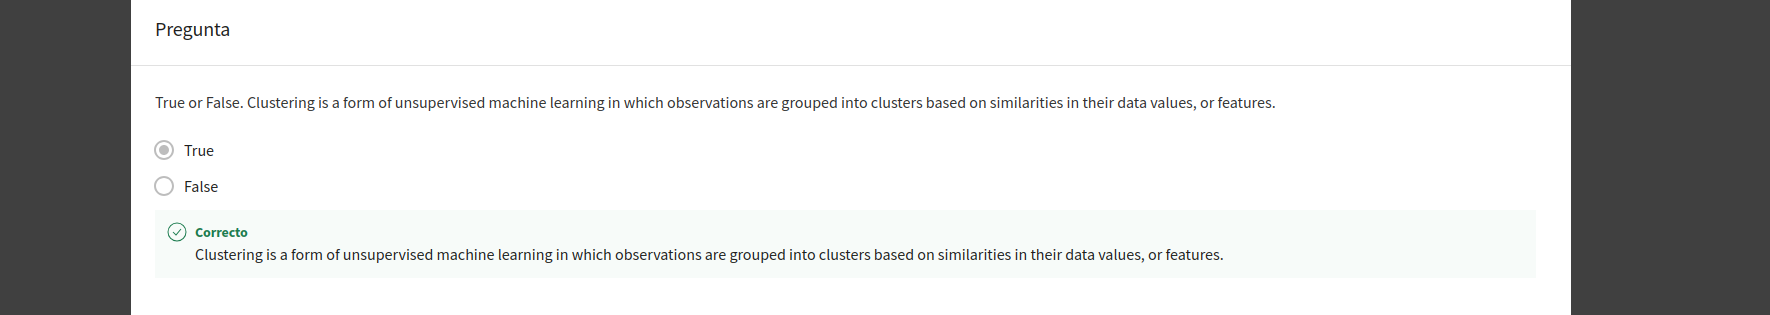 Pregunta
True or False. Clustering is a form of unsupervised machine learning in which observations are grouped into clusters based on similarities in their data values, or features.
True
False
Correcto
Clustering is a form of unsupervised machine learning in which observations are grouped into clusters based on similarities in their data values, or features.